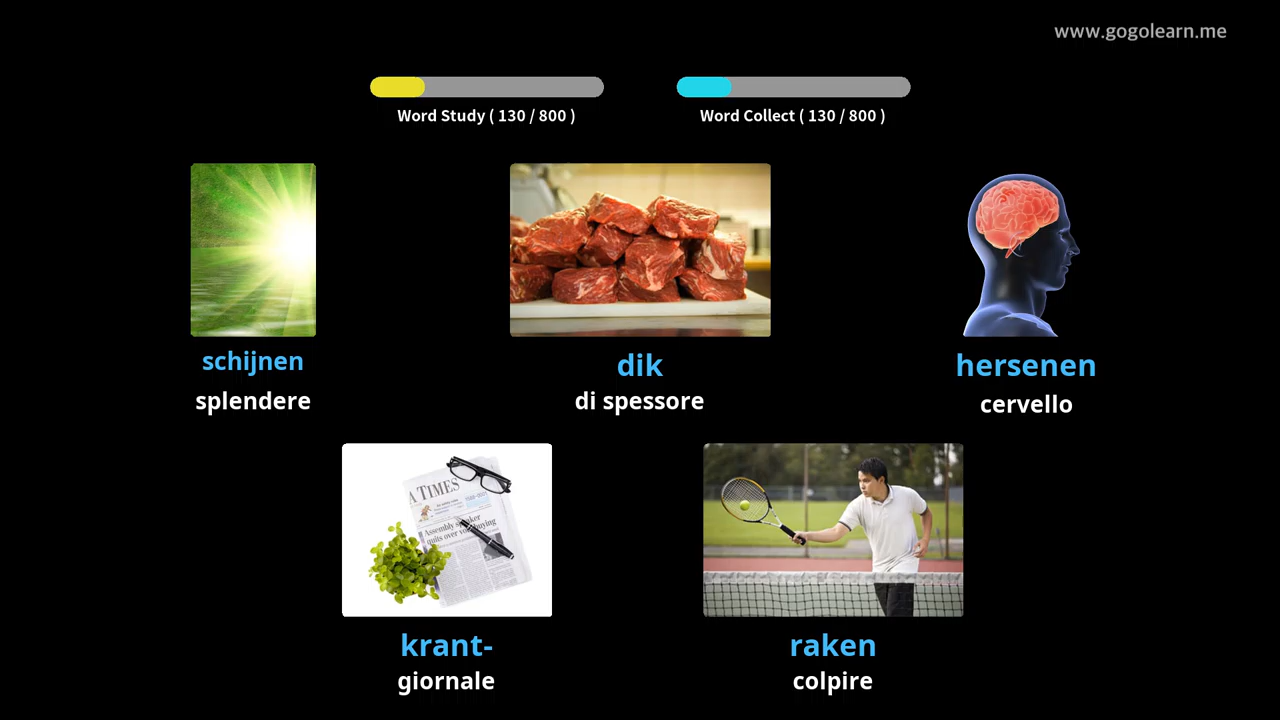 www.gogolearn.me
Word Study ( 130 / 800 )
Word Collect ( 130 / 800 )
schijnen
splendere
dik
di spessore
hersenen
cervello
A TIMES
krant-
giornale
raken
colpire